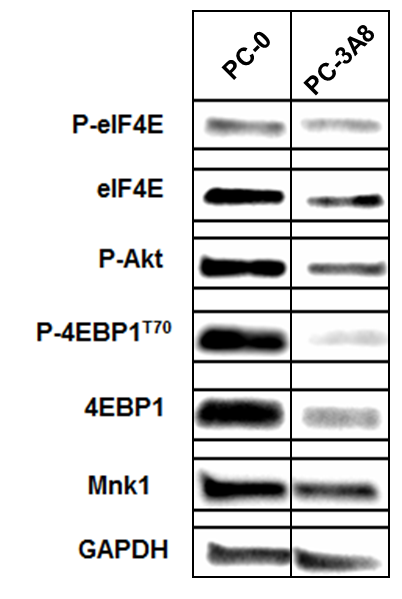 PC-0 PC-3A8
P-eIF4E
eIF4E
P-Akt
P-4EBP1ᵀ⁷⁰
4EBP1
Mnk1
GAPDH